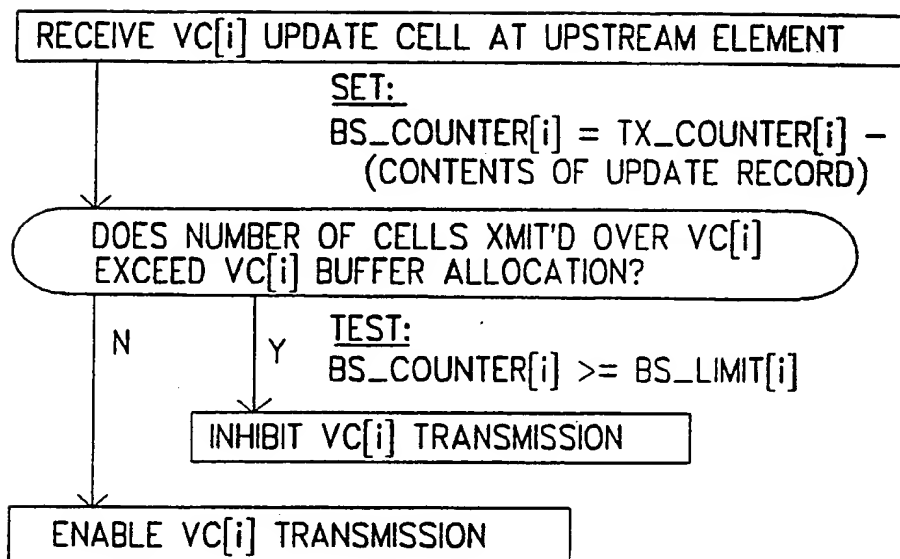 RECEIVE VC[i] UPDATE CELL AT UPSTREAM ELEMENT
SET:
BS_COUNTER[i] = TX_COUNTER[i] –
(CONTENTS OF UPDATE RECORD)
DOES NUMBER OF CELLS XMIT'D OVER VC[i]
EXCEED VC[i] BUFFER ALLOCATION?
N
Y
TEST:
BS_COUNTER[i] >= BS_LIMIT[i]
INHIBIT VC[i] TRANSMISSION
ENABLE VC[i] TRANSMISSION